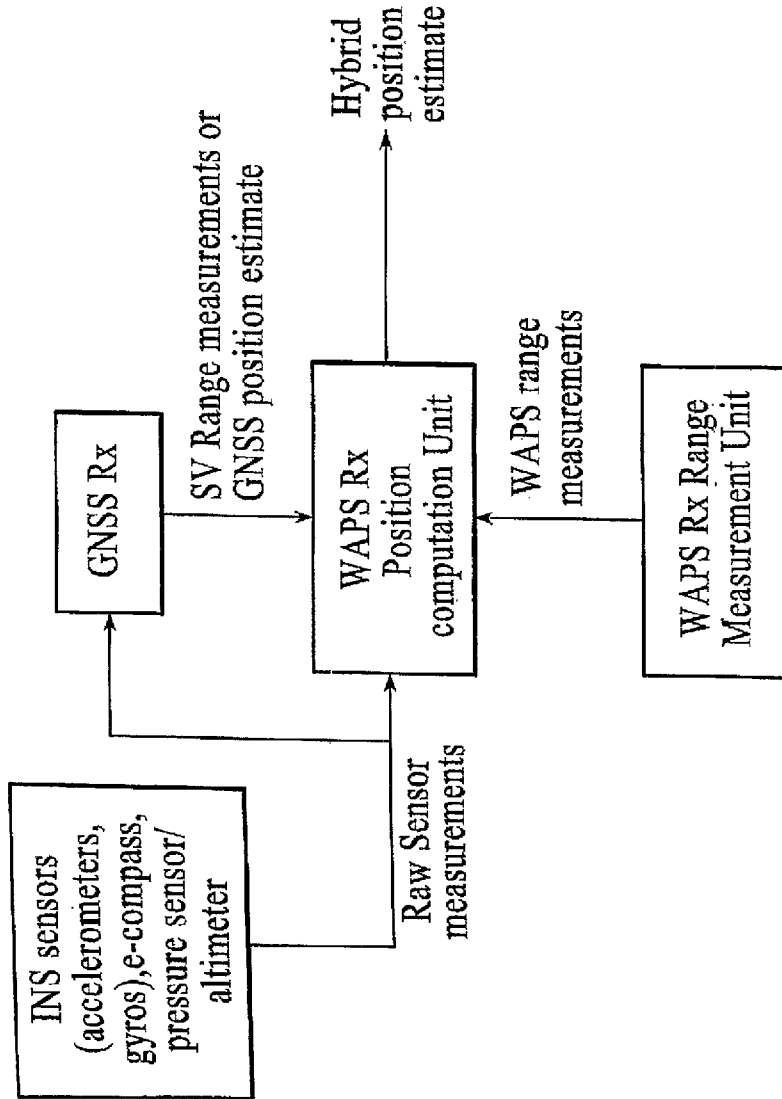 INS sensors
(accelerometers,
gyros),e-compass,
pressure sensor/
altimeter
Raw Sensor
measurements
GNSS Rx
SV Range measurements or
GNSS position estimate
WAPS Rx
Position
computation Unit
Hybrid
position
estimate
WAPS range
measurements
WAPS Rx Range
Measurement Unit